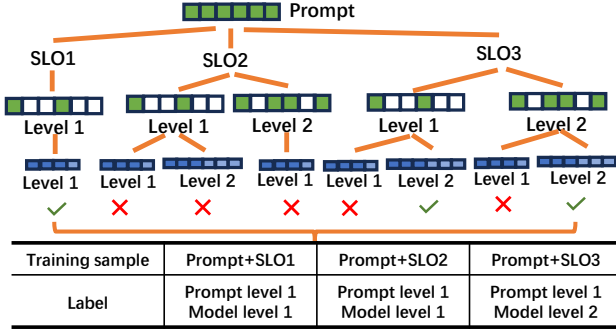 Prompt
SLO1 SLO2 SLO3
Level 1 Level 1 Level 2 Level 1 Level 2
Level 1 Level 1 Level 2 Level 1 Level 1 Level 2 Level 1 Level 2
Training sample Prompt+SLO1 Prompt+SLO2 Prompt+SLO3
Label Prompt level 1 Prompt level 1 Prompt level 1
Model level 1 Model level 1 Model level 2